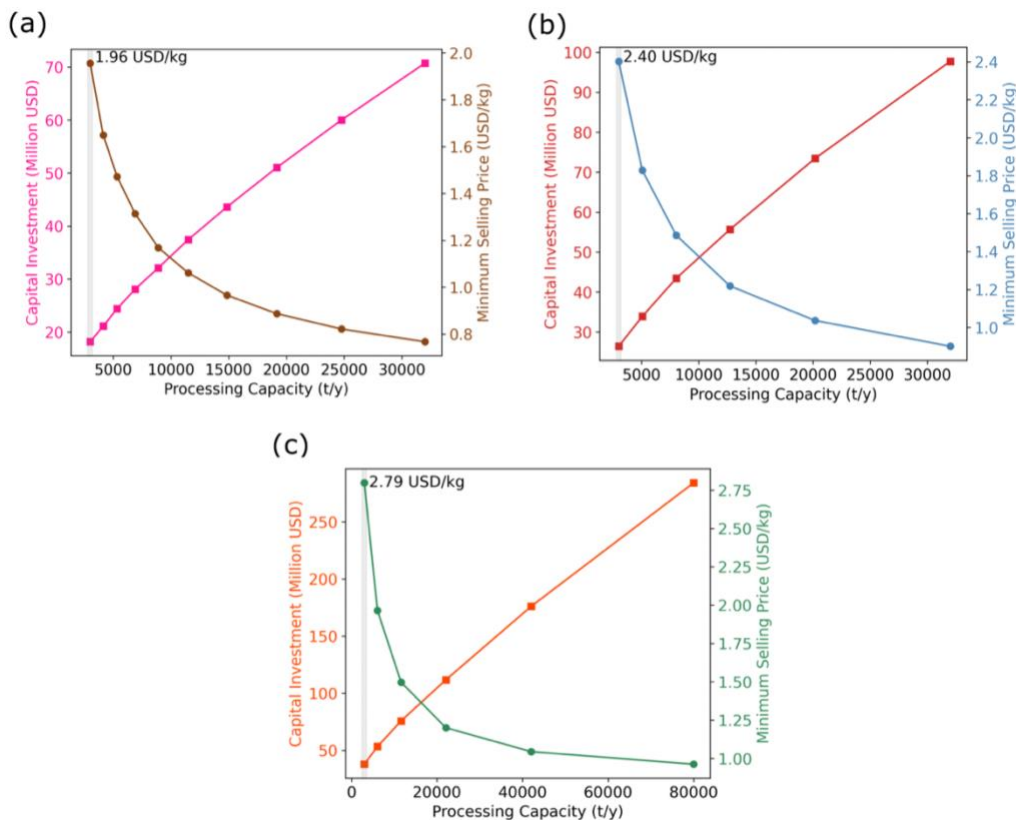 (a)
1.96 USD/kg
Capital Investment (Million USD)
70
60
50
40
30
20
2.0
1.8
1.6
1.4
1.2
1.0
0.8
Minimum Selling Price (USD/kg)
5000 10000 15000 20000 25000 30000
Processing Capacity (t/y)
(b)
2.40 USD/kg
Capital Investment (Million USD)
100
90
80
70
60
50
40
30
2.4
2.2
2.0
1.8
1.6
1.4
1.2
1.0
Minimum Selling Price (USD/kg)
5000 10000 15000 20000 25000 30000
Processing Capacity (t/y)
(c)
2.79 USD/kg
Capital Investment (Million USD)
250
200
150
100
50
2.75
2.50
2.25
2.00
1.75
1.50
1.25
1.00
Minimum Selling Price (USD/kg)
0 20000 40000 60000 80000
Processing Capacity (t/y)